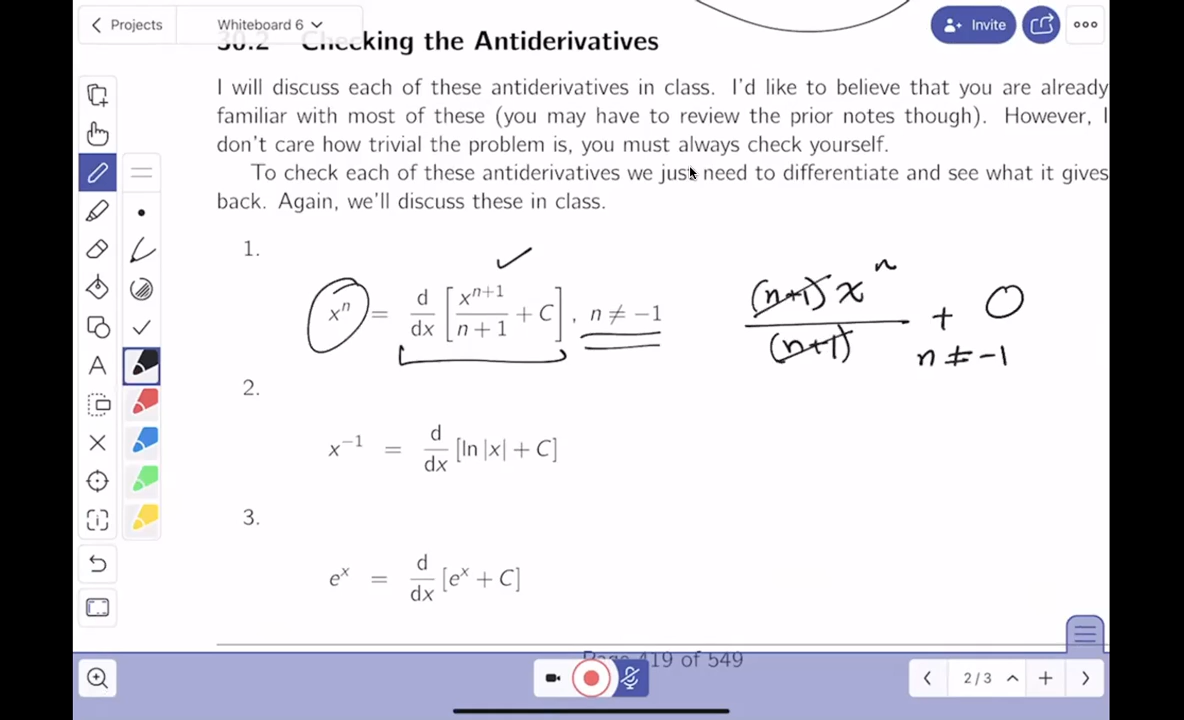 Projects
Whiteboard 6
Invite
30.2 Checking the Antiderivatives
I will discuss each of these antiderivatives in class. I'd like to believe that you are already
familiar with most of these (you may have to review the prior notes though). However, I
don't care how trivial the problem is, you must always check yourself.
To check each of these antiderivatives we just need to differentiate and see what it gives
back. Again, we'll discuss these in class.
1.
xⁿ = d/dx [xⁿ⁺¹/(n + 1) + C], n ≠ −1
(n+1)xⁿ/(n+1) + 0
n ≠ −1
2.
x⁻¹ = d/dx [ln |x| + C]
3.
eˣ = d/dx [eˣ + C]
Page 419 of 549
2/3